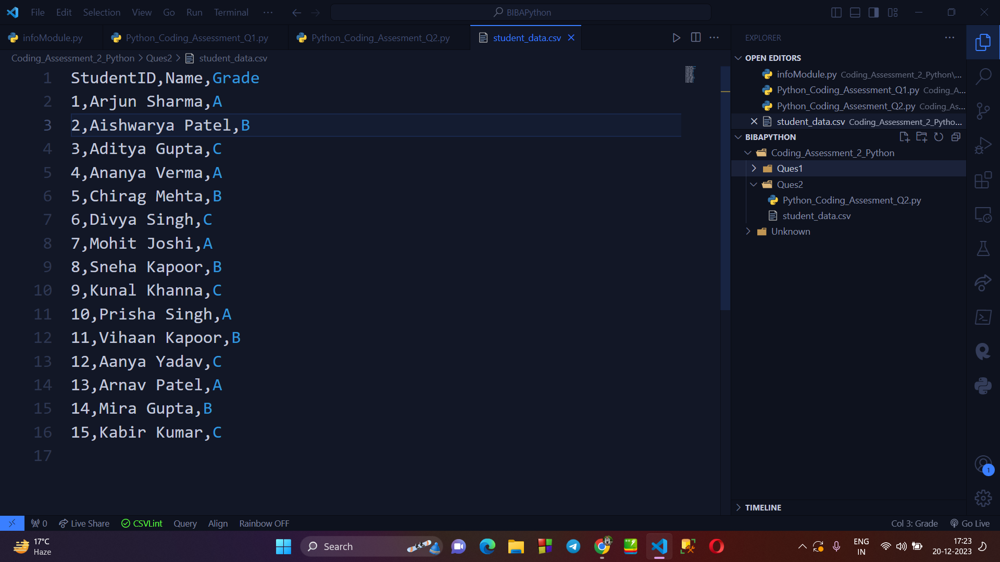 File Edit Selection View Go Run Terminal ··· BIBAPython
infoModule.py Python_Coding_Assessment_Q1.py Python_Coding_Assesment_Q2.py student_data.csv
Coding_Assessment_2_Python > Ques2 > student_data.csv
1 StudentID,Name,Grade
2 1,Arjun Sharma,A
3 2,Aishwarya Patel,B
4 3,Aditya Gupta,C
5 4,Ananya Verma,A
6 5,Chirag Mehta,B
7 6,Divya Singh,C
8 7,Mohit Joshi,A
9 8,Sneha Kapoor,B
10 9,Kunal Khanna,C
11 10,Prisha Singh,A
12 11,Vihaan Kapoor,B
13 12,Aanya Yadav,C
14 13,Arnav Patel,A
15 14,Mira Gupta,B
16 15,Kabir Kumar,C
17
EXPLORER ···
OPEN EDITORS
infoModule.py Coding_Assessment_2_Python\...
Python_Coding_Assessment_Q1.py Coding_A...
Python_Coding_Assesment_Q2.py Coding_As...
student_data.csv Coding_Assessment_2_Pytho...
BIBAPYTHON
Coding_Assessment_2_Python
Ques1
Ques2
Python_Coding_Assesment_Q2.py
student_data.csv
Unknown
TIMELINE
1
0 Live Share CSVLint Query Align Rainbow OFF Col 3: Grade Go Live
17°C
Haze
Search
ENG
IN
17:23
20-12-2023